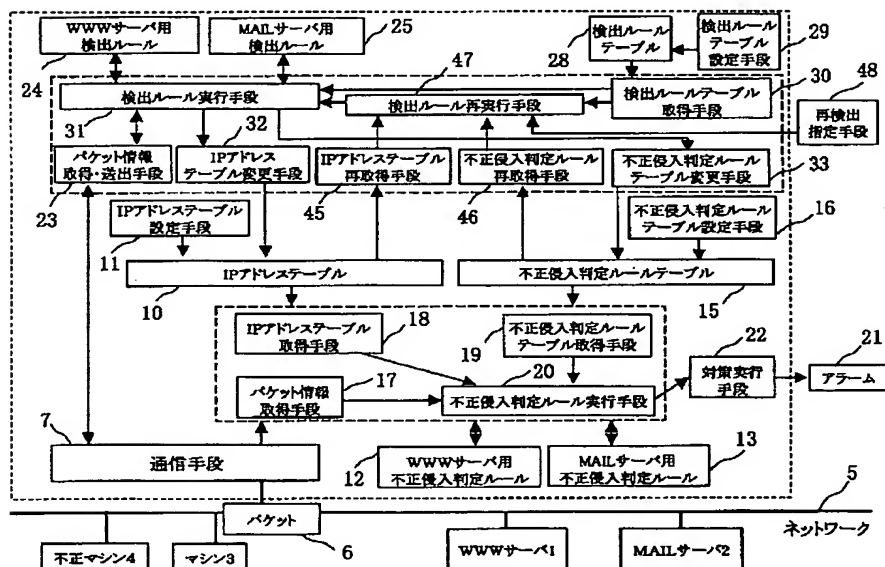 WWWサーバ用
検出ルール
24
MAILサーバ用
検出ルール
25
検出ルール
テーブル
28
検出ルール
テーブル
設定手段
29
47
検出ルール実行手段
31
検出ルール再実行手段
検出ルールテーブル
取得手段
30
48
再検出
指定手段
32
パケット情報
取得・送出手段
23
IPアドレス
テーブル変更手段
IPアドレステーブル
再取得手段
45
不正侵入判定ルール
再取得手段
46
不正侵入判定ルール
テーブル変更手段
33
IPアドレステーブル
設定手段
11
不正侵入判定ルール
テーブル設定手段
16
IPアドレステーブル
10
不正侵入判定ルールテーブル
15
IPアドレステーブル
取得手段
18
不正侵入判定ルール
テーブル取得手段
19
22
対策実行
手段
21
アラーム
パケット情報
取得手段
17
20
不正侵入判定ルール実行手段
7
通信手段
12
WWWサーバ用
不正侵入判定ルール
MAILサーバ用
不正侵入判定ルール
13
5
ネットワーク
パケット
6
不正マシン4
マシン3
WWWサーバ1
MAILサーバ2